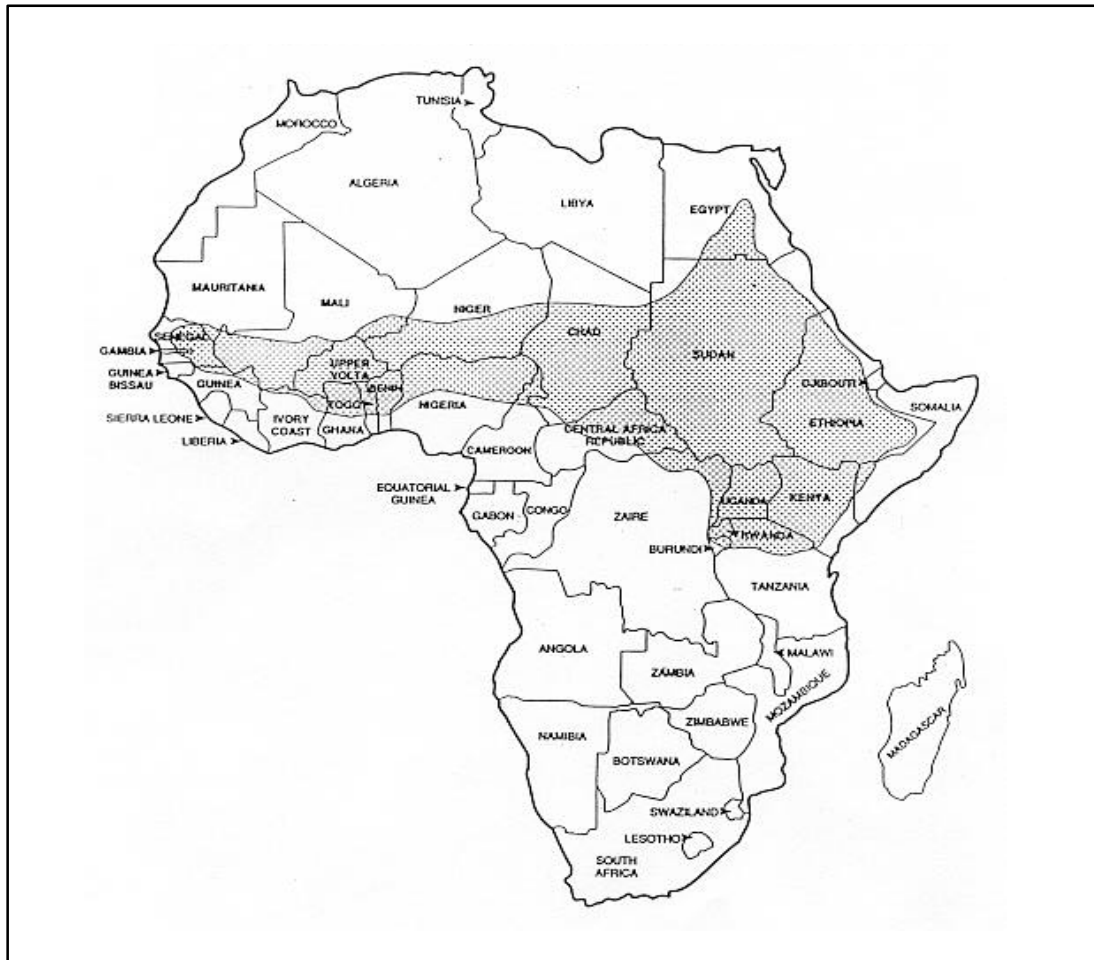 TUNISIA
MOROCCO
ALGERIA
LIBYA
EGYPT
MAURITANIA
MALI
NIGER
CHAD
SUDAN
SENEGAL
GAMBIA
GUINEA
BISSAU
GUINEA
UPPER
VOLTA
BENIN
TOGO
NIGERIA
DJIBOUTI
SOMALIA
ETHIOPIA
SIERRA LEONE
IVORY
COAST
GHANA
LIBERIA
CENTRAL AFRICA
REPUBLIC
CAMEROON
EQUATORIAL
GUINEA
GABON
CONGO
ZAIRE
UGANDA
KENYA
RWANDA
BURUNDI
TANZANIA
ANGOLA
ZAMBIA
MALAWI
MOZAMBIQUE
MADAGASCAR
NAMIBIA
ZIMBABWE
BOTSWANA
SWAZILAND
LESOTHO
SOUTH
AFRICA